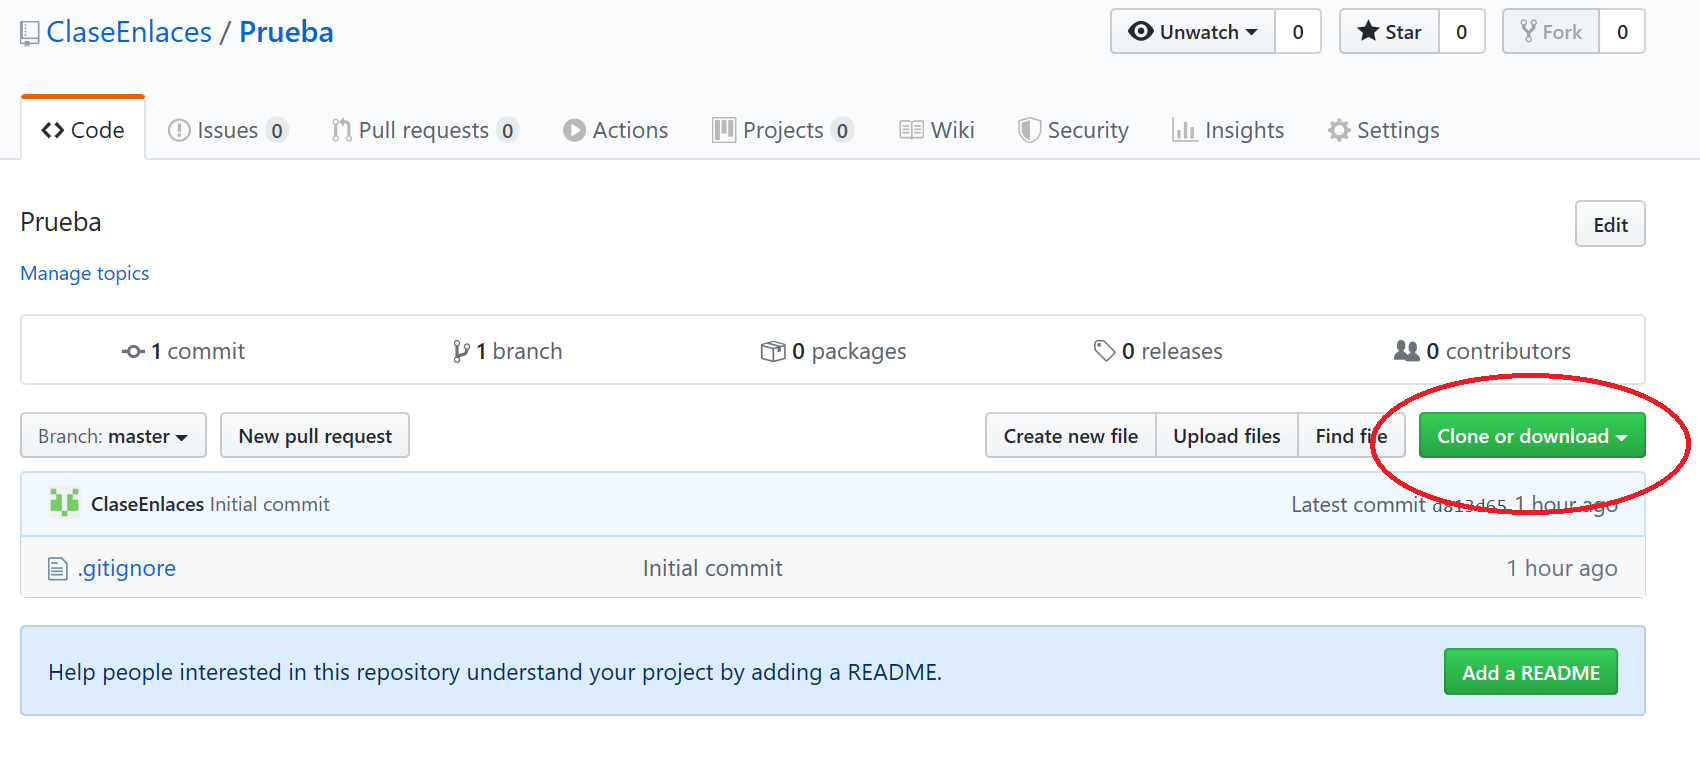 ClaseEnlaces / Prueba
Unwatch 0 Star 0 Fork 0
Code Issues 0 Pull requests 0 Actions Projects 0 Wiki Security Insights Settings
Prueba
Edit
Manage topics
1 commit 1 branch 0 packages 0 releases 0 contributors
Branch: master New pull request Create new file Upload files Find file Clone or download
ClaseEnlaces Initial commit Latest commit d813d65 1 hour ago
.gitignore Initial commit 1 hour ago
Help people interested in this repository understand your project by adding a README. Add a README